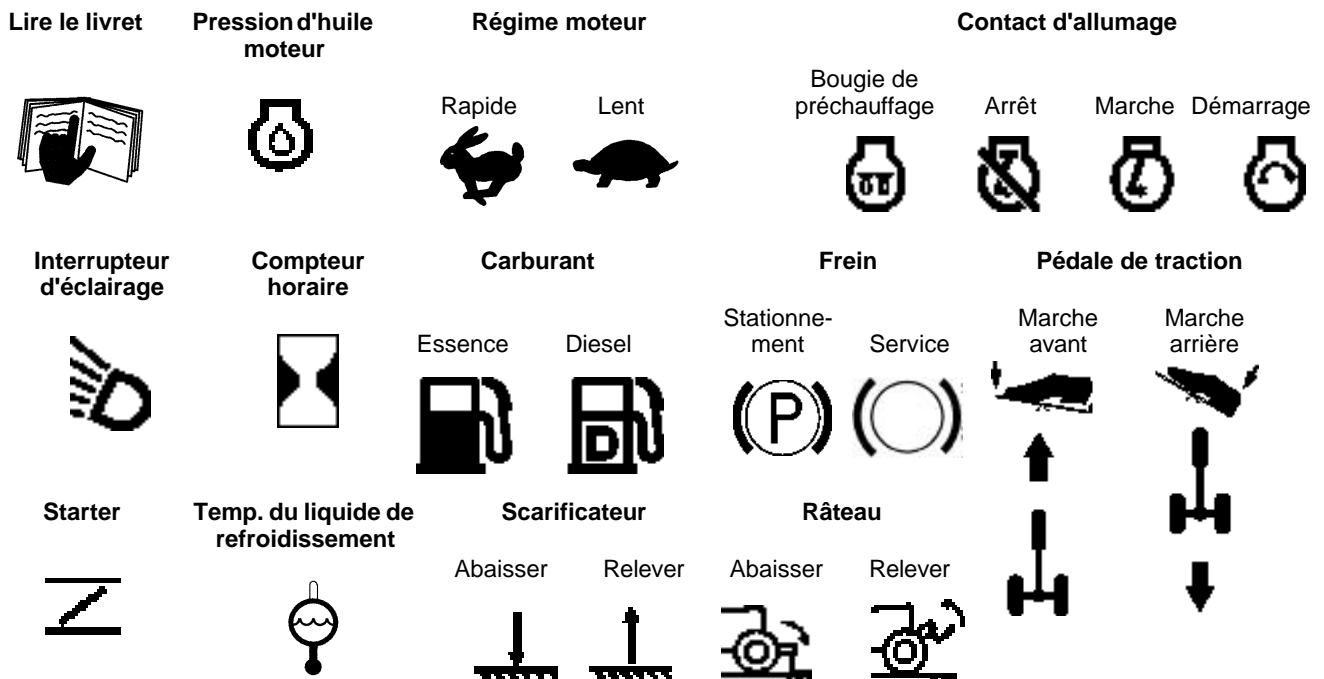 Lire le livret
Pression d'huile
moteur
Régime moteur
Rapide
Lent
Contact d'allumage
Bougie de
préchauffage
Arrêt
Marche
Démarrage
Interrupteur
d'éclairage
Compteur
horaire
Carburant
Essence
Diesel
D
Frein
Stationne-
ment
P
Service
Pédale de traction
Marche
avant
Marche
arrière
Starter
Temp. du liquide de
refroidissement
Scarificateur
Abaisser
Relever
Râteau
Abaisser
Relever